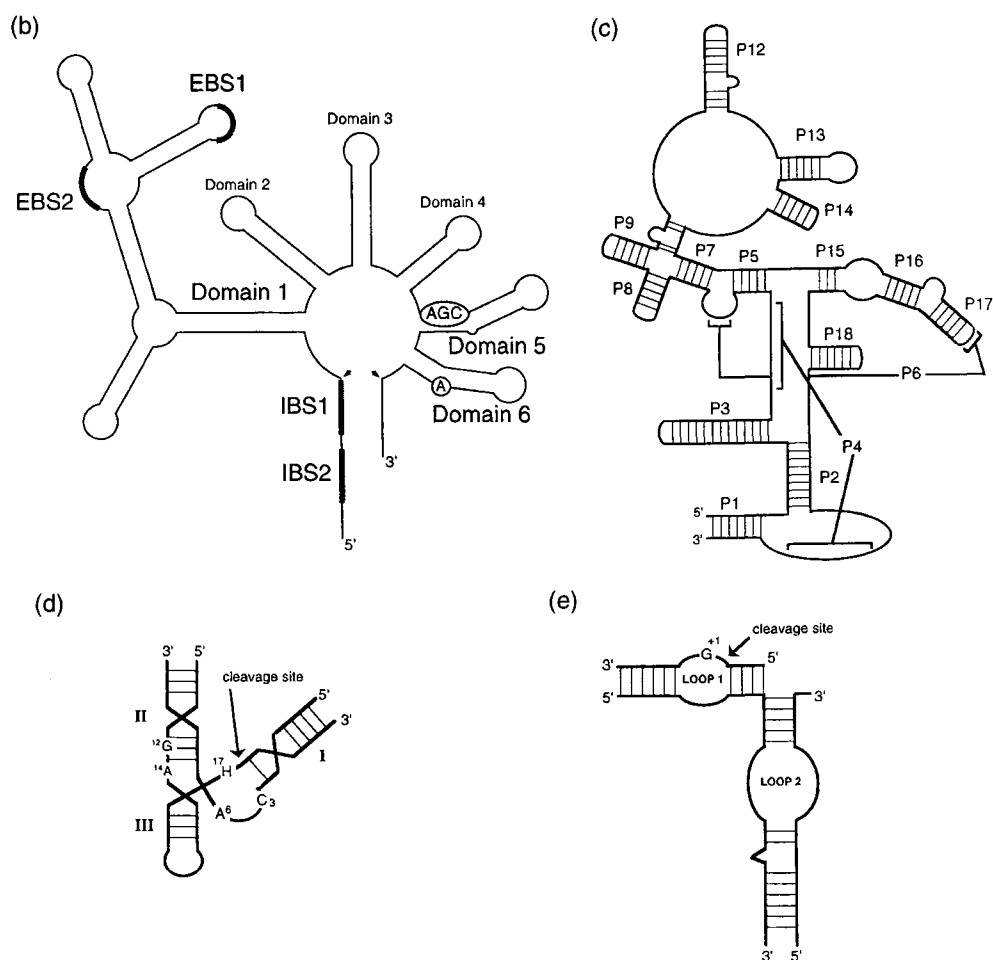 (b)
EBS1
EBS2
Domain 1
Domain 2
Domain 3
Domain 4
AGC
Domain 5
A
Domain 6
IBS1
IBS2
3'
5'
(c)
P12
P13
P14
P9
P7
P5
P15
P16
P17
P8
P18
P6
P3
P4
P2
P1
5'
3'
(d)
3' 5'
cleavage site
5'
3'
II
12G
14A
17H
I
A6
C3
III
(e)
cleavage site
G+1
3' 5'
LOOP 1
5' 3'
LOOP 2
3' 5'